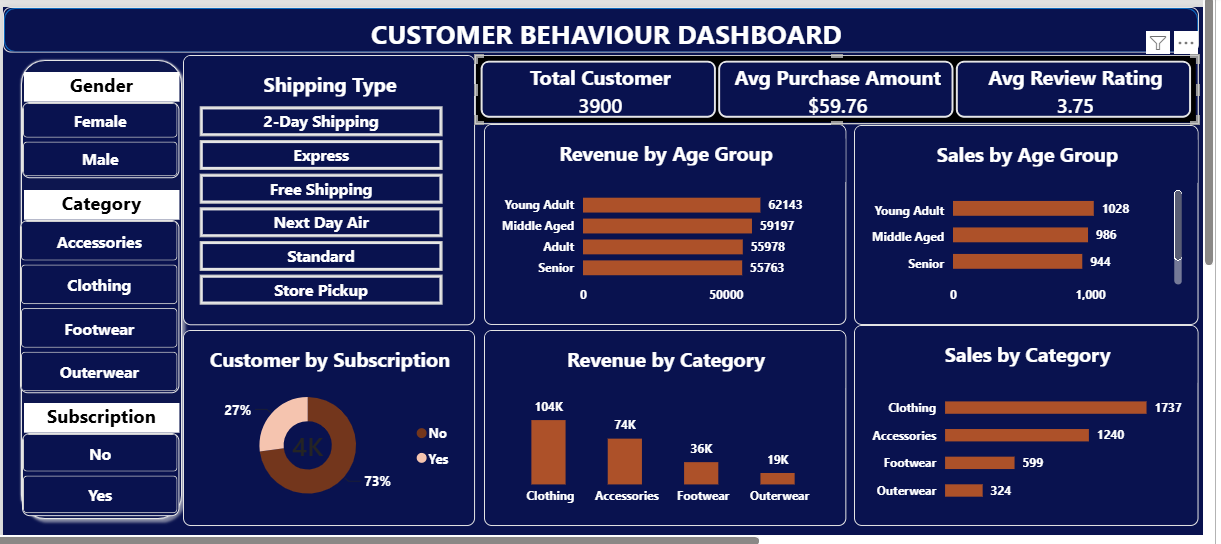 CUSTOMER BEHAVIOUR DASHBOARD
Gender
Female
Male
Category
Accessories
Clothing
Footwear
Outerwear
Subscription
No
Yes
Shipping Type
2-Day Shipping
Express
Free Shipping
Next Day Air
Standard
Store Pickup
Total Customer
3900
Avg Purchase Amount
$59.76
Avg Review Rating
3.75
Revenue by Age Group
Young Adult 62143
Middle Aged 59197
Adult 55978
Senior 55763
0 50000
Sales by Age Group
Young Adult 1028
Middle Aged 986
Senior 944
0 1,000
Customer by Subscription
27%
4K
73%
No
Yes
Revenue by Category
104K
74K
36K
19K
Clothing Accessories Footwear Outerwear
Sales by Category
Clothing 1737
Accessories 1240
Footwear 599
Outerwear 324